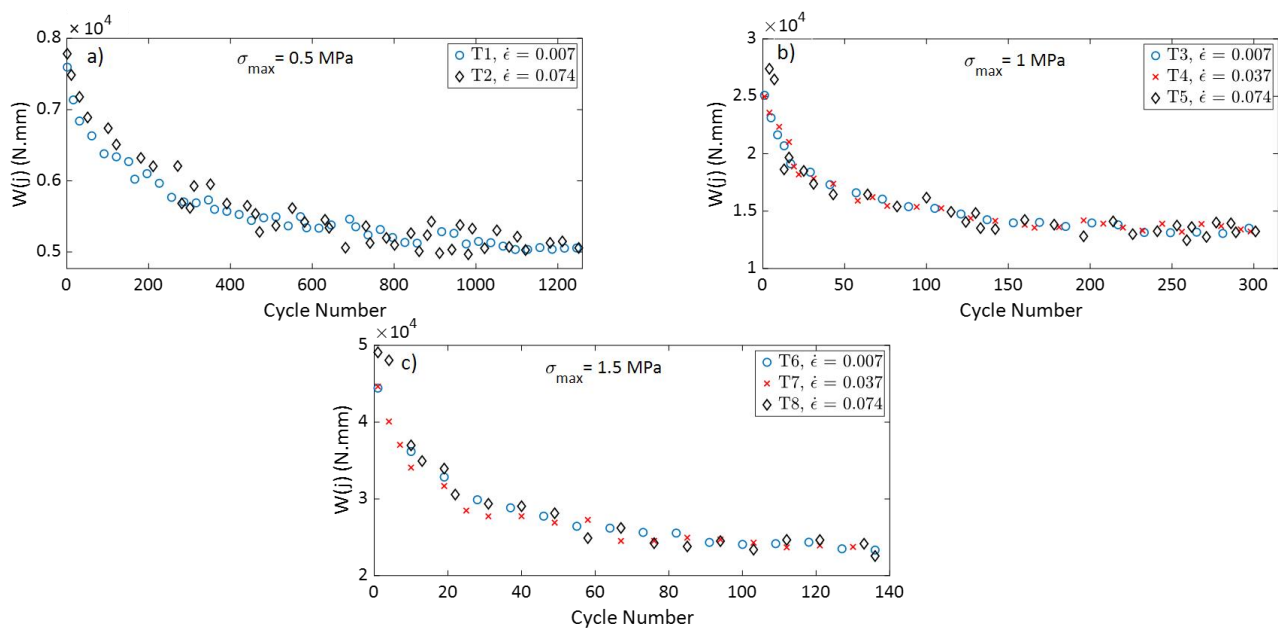 × 10⁴
0.8
a)
σmax = 0.5 MPa
T1, ε̇ = 0.007
T2, ε̇ = 0.074
0.7
W(j) (N.mm)
0.6
0.5
0 200 400 600 800 1000 1200
Cycle Number
3 × 10⁴
b)
σmax = 1 MPa
T3, ε̇ = 0.007
T4, ε̇ = 0.037
T5, ε̇ = 0.074
2.5
W(j) (N.mm)
2
1.5
1
0 50 100 150 200 250 300
Cycle Number
5 × 10⁴
c)
σmax = 1.5 MPa
T6, ε̇ = 0.007
T7, ε̇ = 0.037
T8, ε̇ = 0.074
4
W(j) (N.mm)
3
2
0 20 40 60 80 100 120 140
Cycle Number